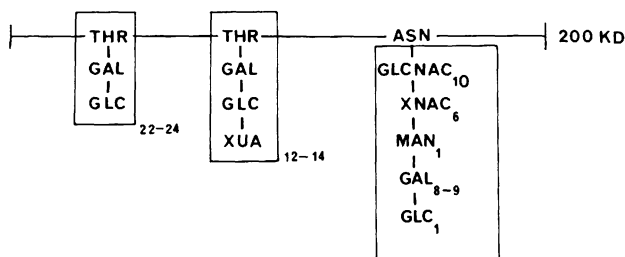 THR THR ASN 200 KD
GAL GAL GLCNAC10
GLC GLC XNAC6
22-24 XUA MAN1
12-14 GAL8-9
GLC1